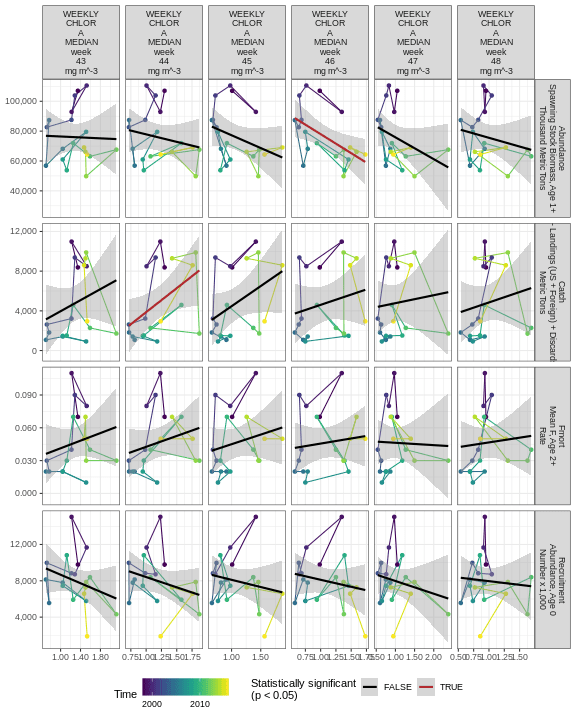 WEEKLY
CHLOR
A
MEDIAN
week
43
mg m^-3
WEEKLY
CHLOR
A
MEDIAN
week
44
mg m^-3
WEEKLY
CHLOR
A
MEDIAN
week
45
mg m^-3
WEEKLY
CHLOR
A
MEDIAN
week
46
mg m^-3
WEEKLY
CHLOR
A
MEDIAN
week
47
mg m^-3
WEEKLY
CHLOR
A
MEDIAN
week
48
mg m^-3
100,000
80,000
60,000
40,000
Abundance
Spawning Stock Biomass, Age 1+
Thousand Metric Tons
12,000
8,000
4,000
0
Catch
- Landings (US + Foreign) + Discard
Metric Tons
0.090
0.060
0.030
0.000
Fmort
Mean F, Age 2+
Rate
12,000
8,000
4,000
Recruitment
Abundance, Age 0
Number x 1,000
1.00 1.40 1.80
0.75 1.00 1.25 1.50 1.75
1.00 1.50
0.75 1.00 1.25 1.50 1.75
0.50 1.00 1.50 2.00
0.50 0.75 1.00 1.25 1.50
Time
2000 2010
Statistically significant
(p < 0.05)
FALSE
TRUE